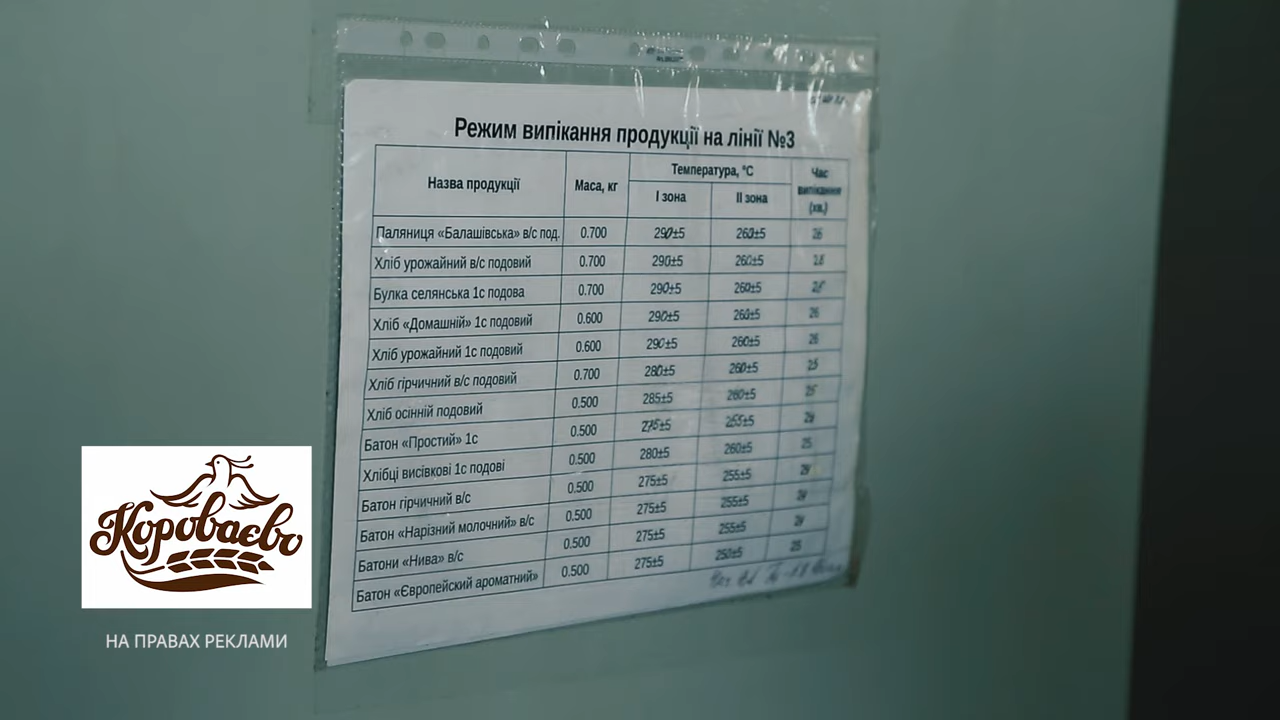 Режим випікання продукції на лінії №3
Назва продукції Маса, кг Температура, °С Час випікання (хв.)
І зона ІІ зона
Паляниця «Балашівська» в/с под. 0.700 290±5 260±5 26
Хліб урожайний в/с подовий 0.700 290±5 260±5
Булка селянська 1с подова 0.700 290±5 260±5
Хліб «Домашній» 1с подовий 0.600 290±5 260±5 26
Хліб урожайний 1с подовий 0.600 290±5 260±5 26
Хліб гірчичний в/с подовий 0.700 280±5 260±5
Хліб осінній подовий 0.500 285±5 260±5
Батон «Простий» 1с 0.500 275±5 255±5
Хлібці висівкові 1с подові 0.500 280±5 260±5 25
Батон гірчичний в/с 0.500 275±5 255±5
Батон «Нарізний молочний» в/с 0.500 275±5 255±5
Батони «Нива» в/с 0.500 275±5 255±5
Батон «Європейский ароматний» 0.500 275±5 250±5
Короваєво
НА ПРАВАХ РЕКЛАМИ